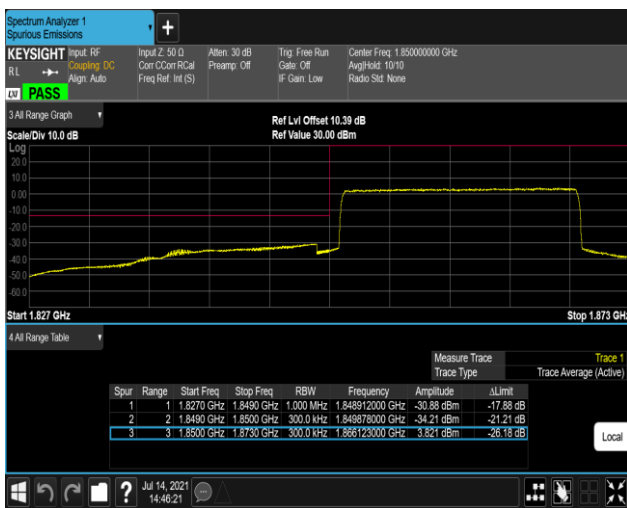 Spectrum Analyzer 1
Spurious Emissions
KEYSIGHT
RL
Input: RF
Coupling: DC
Align: Auto
Input Z: 50 Ω
Corr CCorr RCal
Freq Ref: Int (S)
Atten: 30 dB
Preamp: Off
Trig: Free Run
Gate: Off
IF Gain: Low
Center Freq: 1.850000000 GHz
Avg|Hold: 10/10
Radio Std: None
LXI PASS
3 All Range Graph
Ref Lvl Offset 10.39 dB
Scale/Div 10.0 dB
Ref Value 30.00 dBm
Log
20.0
10.0
0.00
-10.0
-20.0
-30.0
-40.0
-50.0
-60.0
Start 1.827 GHz
Stop 1.873 GHz
4 All Range Table
Measure Trace Trace 1
Trace Type Trace Average (Active)
Spur Range Start Freq Stop Freq RBW Frequency Amplitude ΔLimit
1 1 1.8270 GHz 1.8490 GHz 1.000 MHz 1.848912000 GHz -30.88 dBm -17.88 dB
2 2 1.8490 GHz 1.8500 GHz 300.0 kHz 1.849878000 GHz -34.21 dBm -21.21 dB
3 3 1.8500 GHz 1.8730 GHz 300.0 kHz 1.866123000 GHz 3.821 dBm -26.18 dB
Local
?
Jul 14, 2021
14:46:21